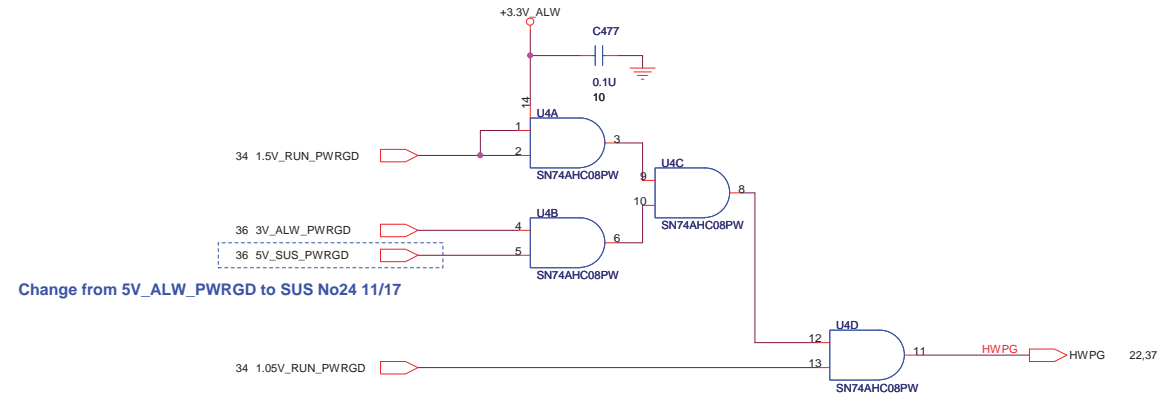 +3.3V_ALW
C477
0.1U
10
14
U4A
1
2
3
34 1.5V_RUN_PWRGD
SN74AHC08PW
U4C
9
10
8
SN74AHC08PW
U4B
36 3V_ALW_PWRGD
4
6
36 5V_SUS_PWRGD
5
SN74AHC08PW
Change from 5V_ALW_PWRGD to SUS No24 11/17
U4D
12
13
11
HWPG
HWPG 22,37
34 1.05V_RUN_PWRGD
SN74AHC08PW